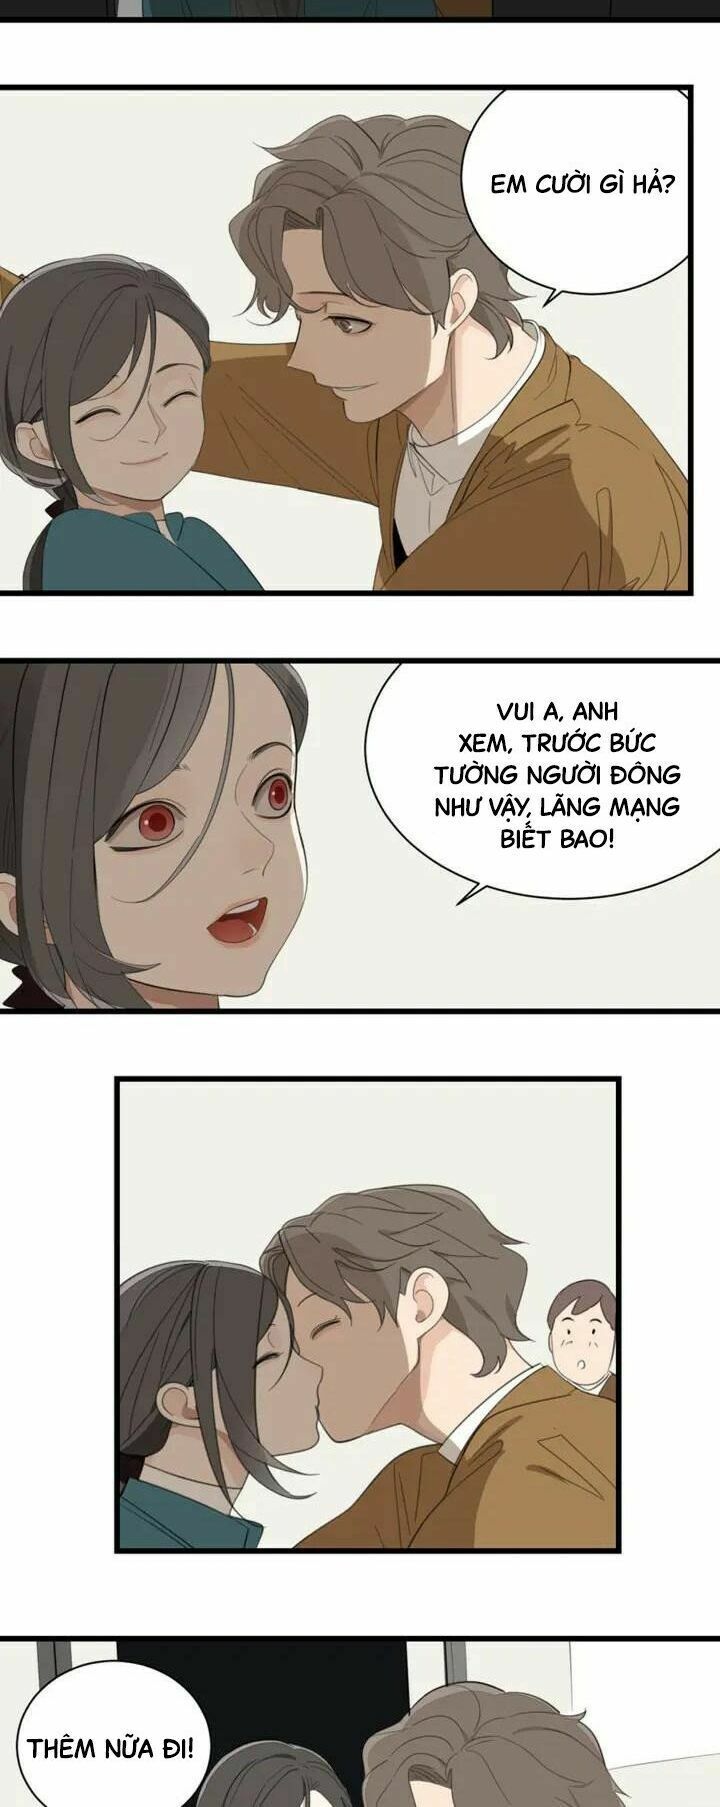 EM CƯỜI GÌ HẢ?
VUI A, ANH
XEM, TRƯỚC BỨC
TƯỜNG NGƯỜI ĐÔNG
NHƯ VẬY, LÃNG MẠNG
BIẾT BAO!
THÊM NỮA ĐI!